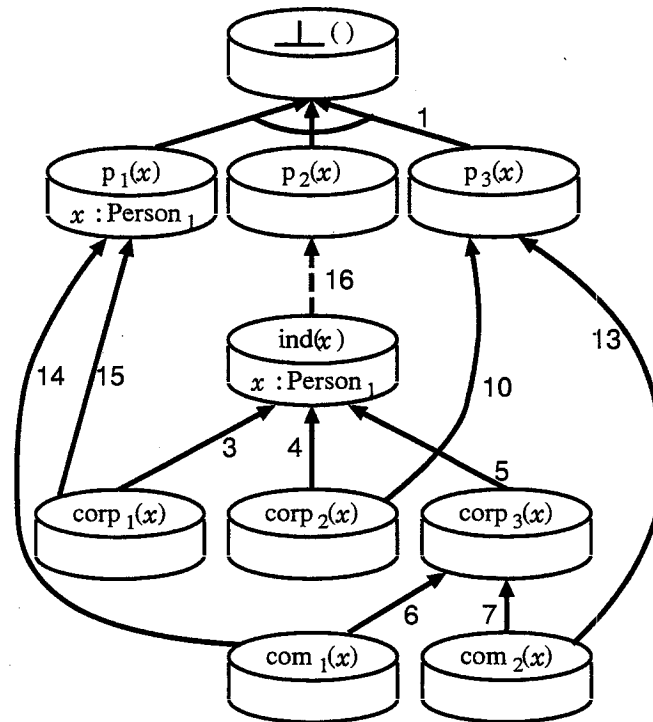 ⊥()
1
p₁(x) p₂(x) p₃(x)
x : Person₁
16
ind(x)
x : Person₁
14 15 10 13
3 4 5
corp₁(x) corp₂(x) corp₃(x)
6 7
com₁(x) com₂(x)